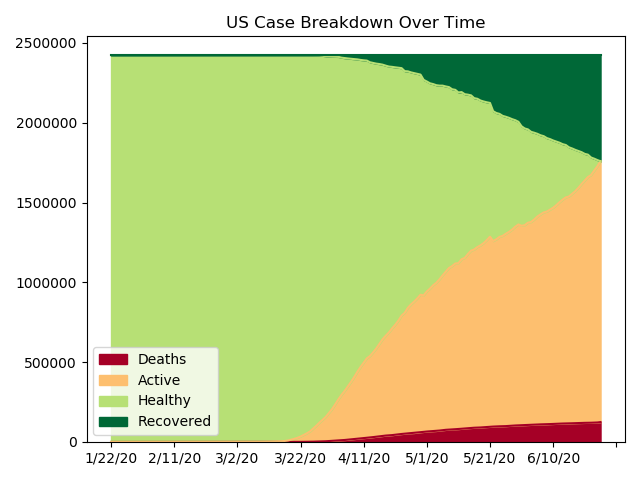 US Case Breakdown Over Time
2500000
2000000
1500000
1000000
500000
0
Deaths
Active
Healthy
Recovered
1/22/20 2/11/20 3/2/20 3/22/20 4/11/20 5/1/20 5/21/20 6/10/20